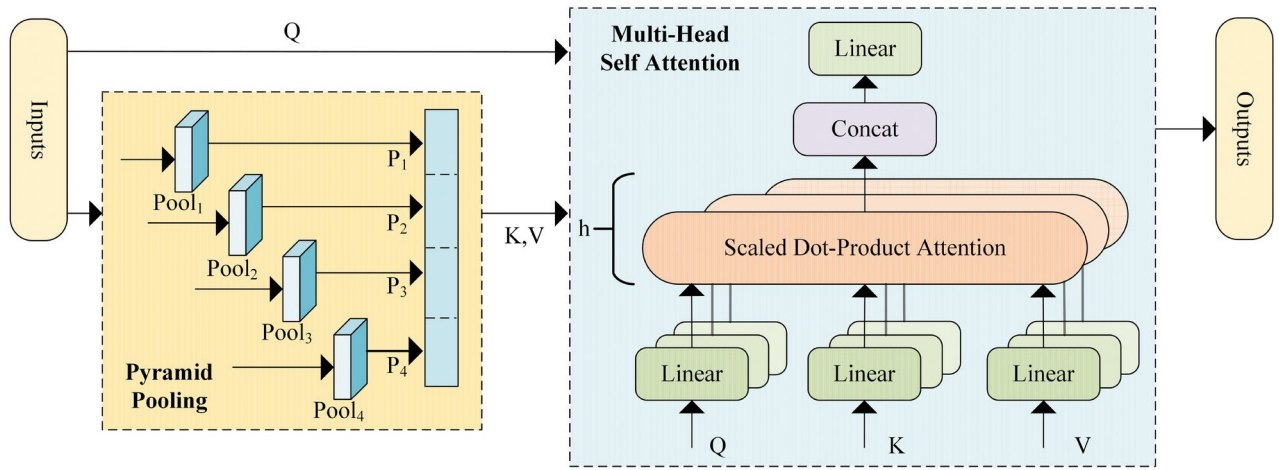 Inputs
Q
Pool₁
P₁
Pool₂
P₂
Pool₃
P₃
Pool₄
P₄
Pyramid
Pooling
K,V
Multi-Head
Self Attention
Linear
Concat
h
Scaled Dot-Product Attention
Linear
Linear
Linear
Q
K
V
Outputs